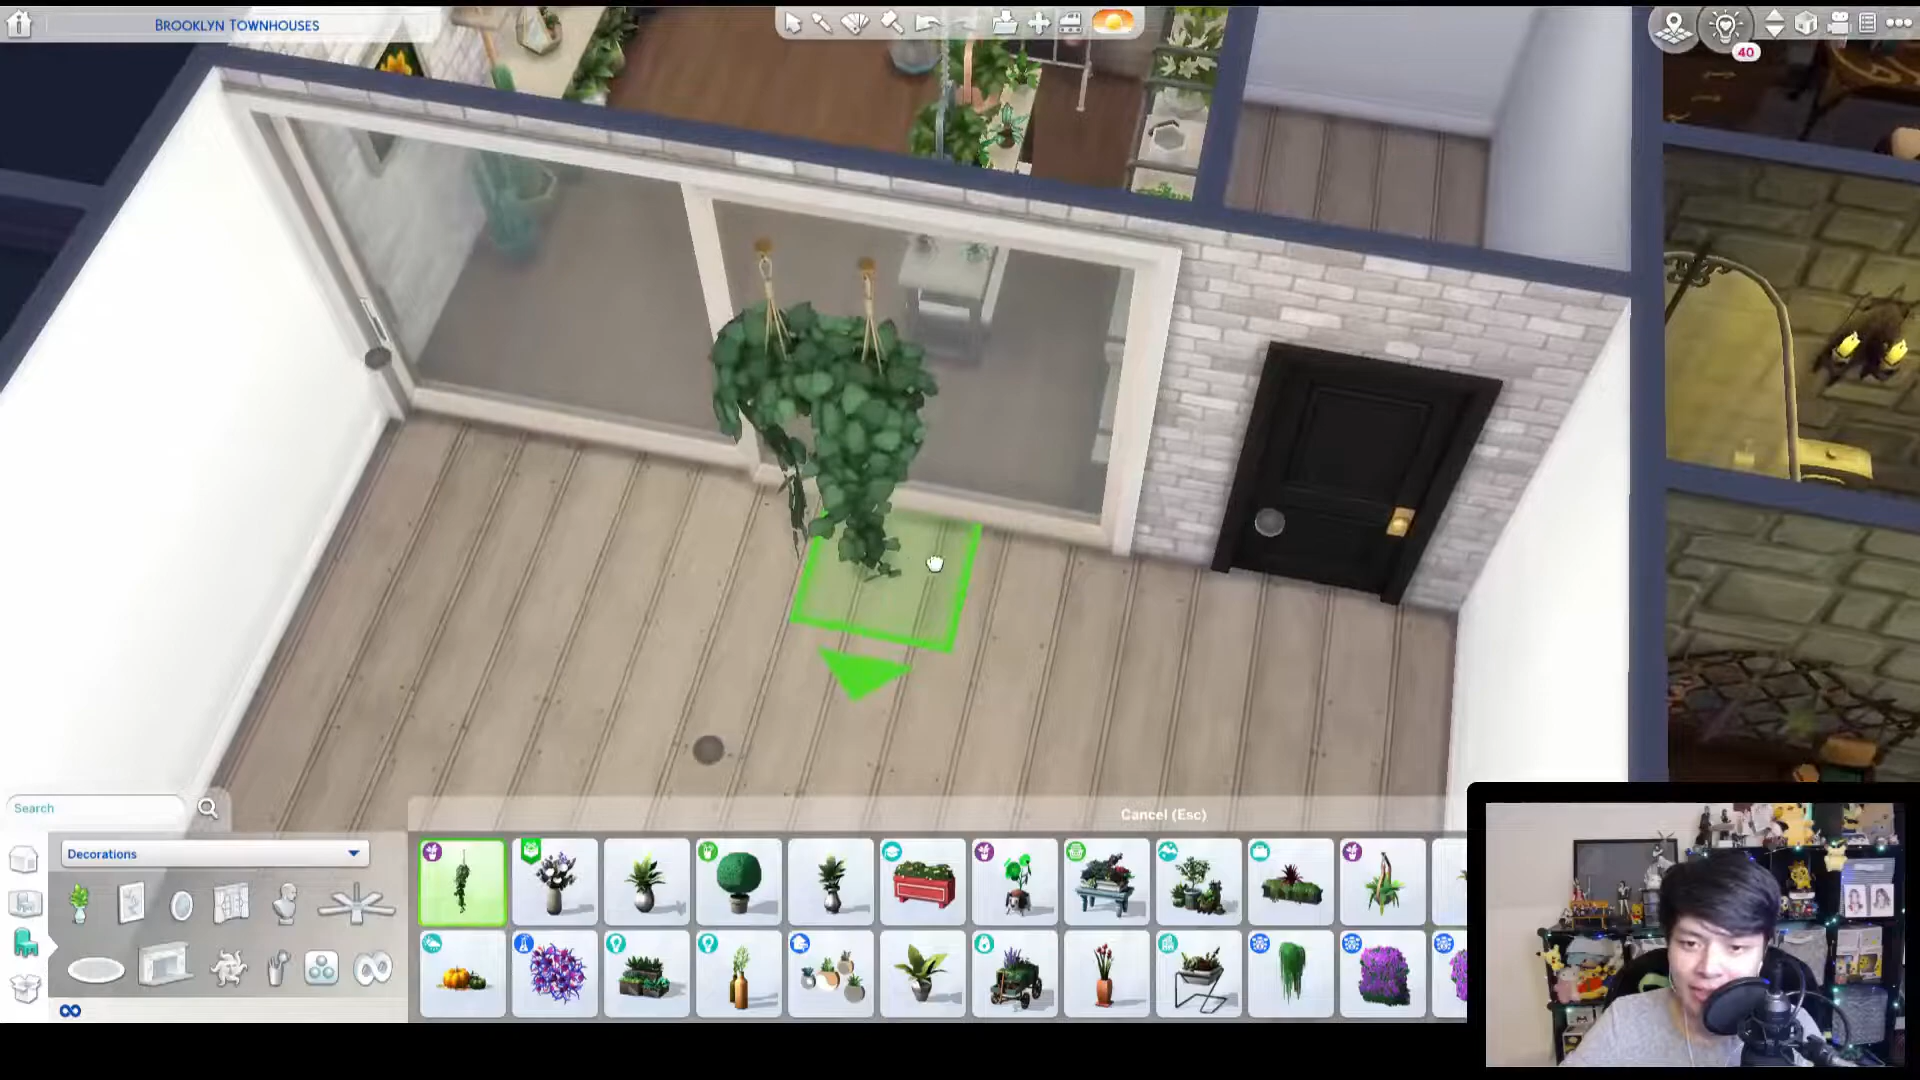 BROOKLYN TOWNHOUSES
40
Search
Cancel (Esc)
Decorations